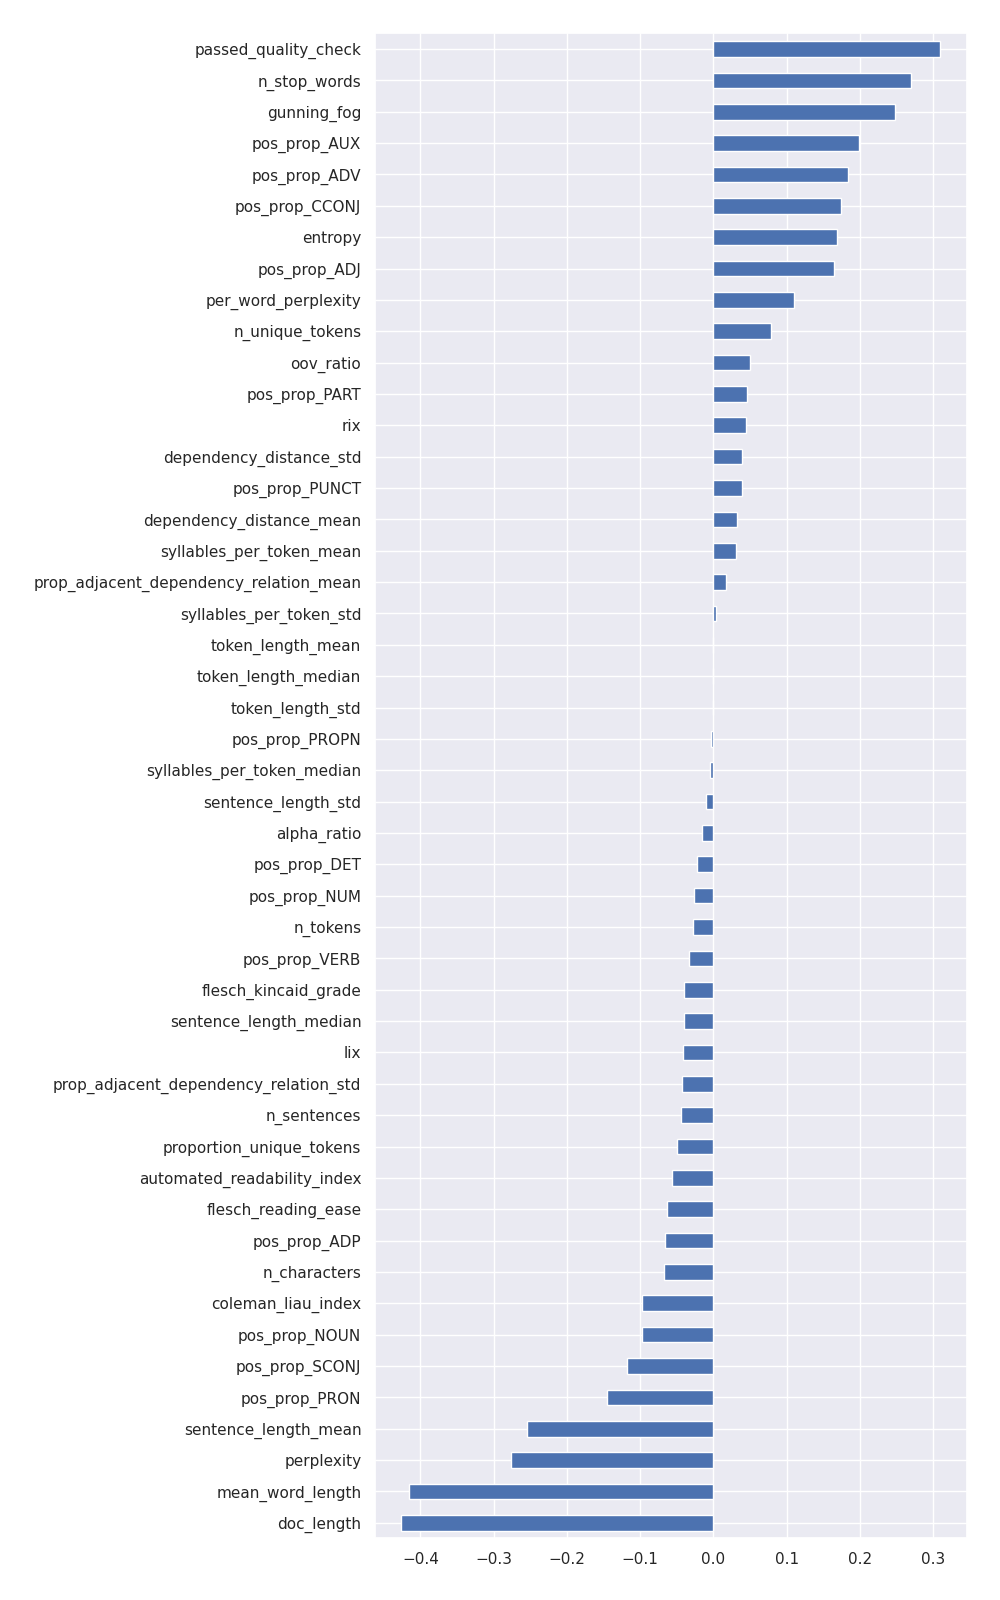 passed_quality_check
n_stop_words
gunning_fog
pos_prop_AUX
pos_prop_ADV
pos_prop_CCONJ
entropy
pos_prop_ADJ
per_word_perplexity
n_unique_tokens
oov_ratio
pos_prop_PART
rix
dependency_distance_std
pos_prop_PUNCT
dependency_distance_mean
syllables_per_token_mean
prop_adjacent_dependency_relation_mean
syllables_per_token_std
token_length_mean
token_length_median
token_length_std
pos_prop_PROPN
syllables_per_token_median
sentence_length_std
alpha_ratio
pos_prop_DET
pos_prop_NUM
n_tokens
pos_prop_VERB
flesch_kincaid_grade
sentence_length_median
lix
prop_adjacent_dependency_relation_std
n_sentences
proportion_unique_tokens
automated_readability_index
flesch_reading_ease
pos_prop_ADP
n_characters
coleman_liau_index
pos_prop_NOUN
pos_prop_SCONJ
pos_prop_PRON
sentence_length_mean
perplexity
mean_word_length
doc_length
−0.4 −0.3 −0.2 −0.1 0.0 0.1 0.2 0.3